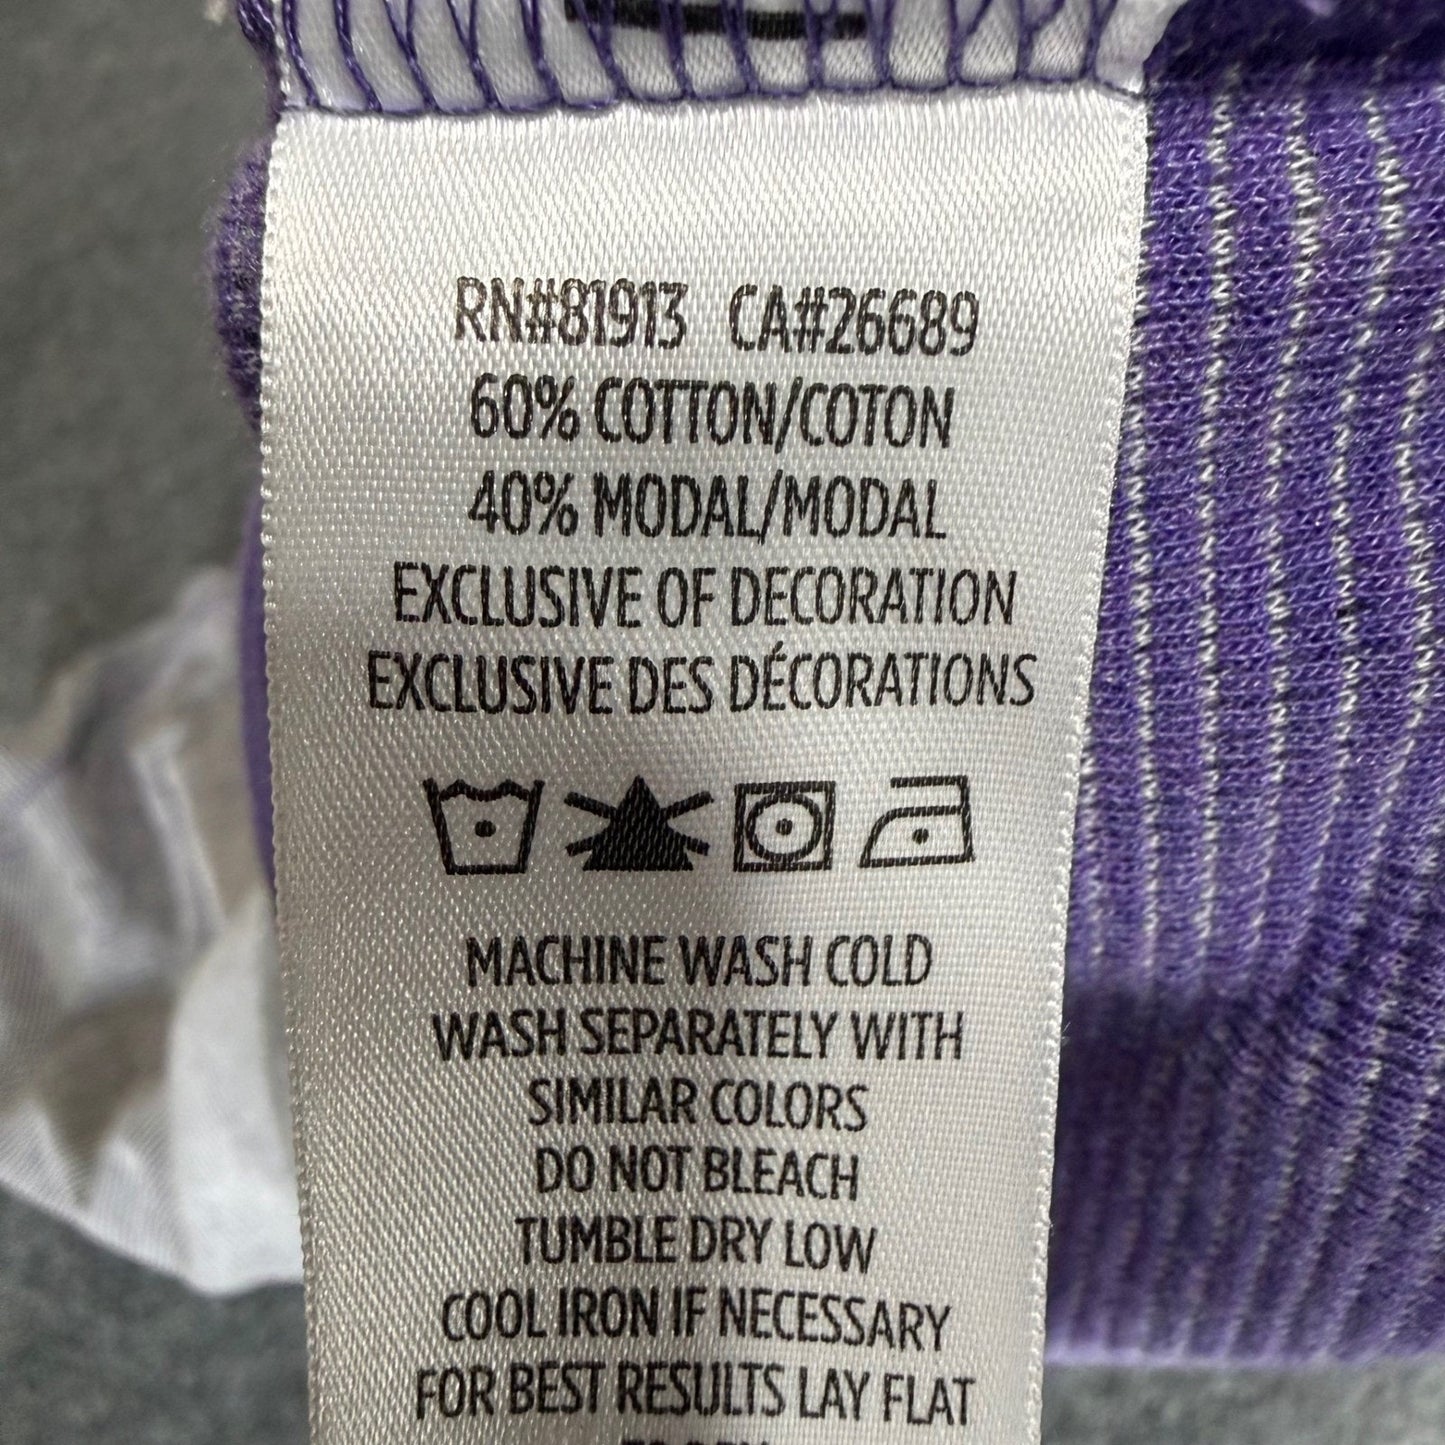 RN#81913 CA#26689
60% COTTON/COTON
40% MODAL/MODAL
EXCLUSIVE OF DECORATION
EXCLUSIVE DES DÉCORATIONS
MACHINE WASH COLD
WASH SEPARATELY WITH
SIMILAR COLORS
DO NOT BLEACH
TUMBLE DRY LOW
COOL IRON IF NECESSARY
FOR BEST RESULTS LAY FLAT